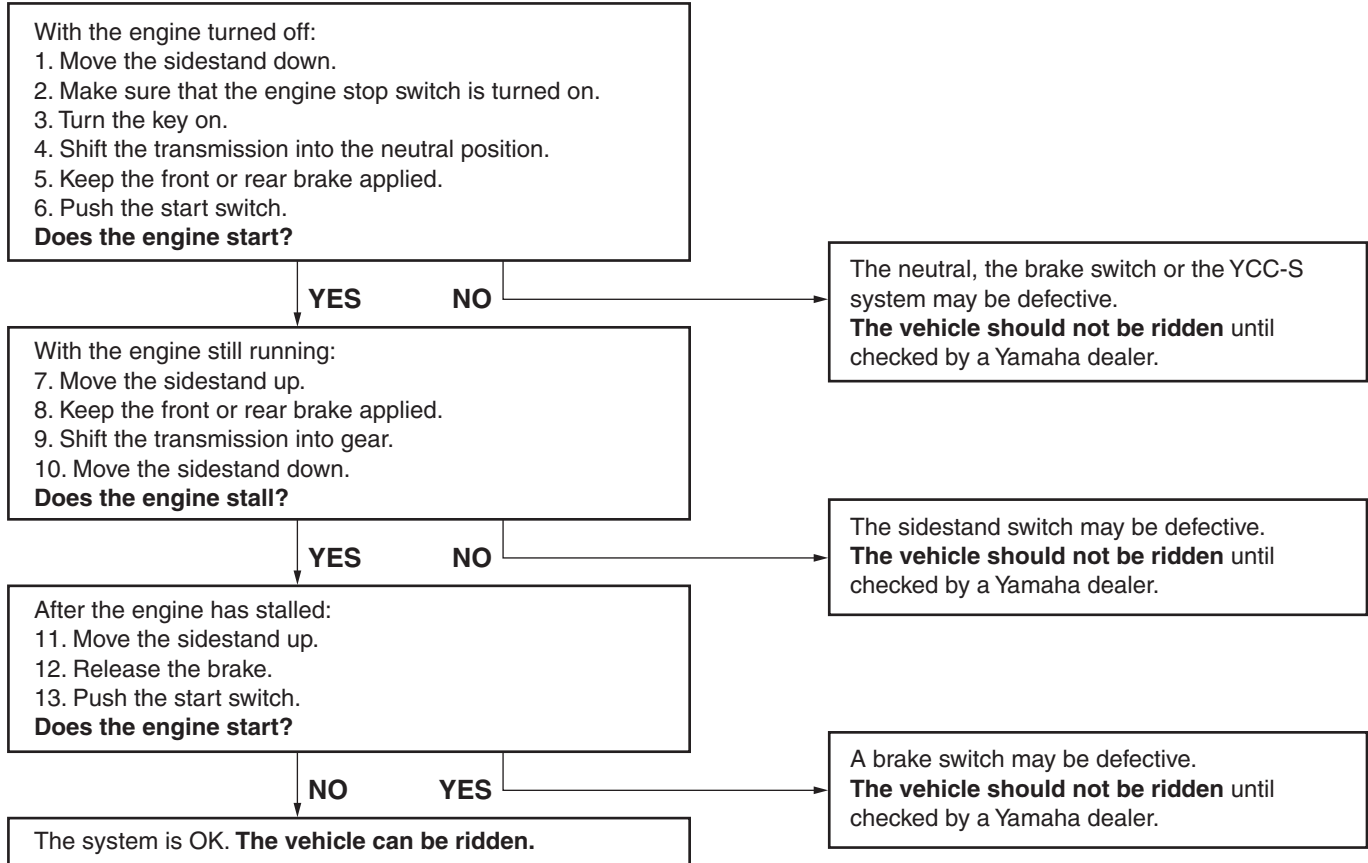 With the engine turned off:
1. Move the sidestand down.
2. Make sure that the engine stop switch is turned on.
3. Turn the key on.
4. Shift the transmission into the neutral position.
5. Keep the front or rear brake applied.
6. Push the start switch.
Does the engine start?
YES
NO
The neutral, the brake switch or the YCC-S
system may be defective.
The vehicle should not be ridden until
checked by a Yamaha dealer.
With the engine still running:
7. Move the sidestand up.
8. Keep the front or rear brake applied.
9. Shift the transmission into gear.
10. Move the sidestand down.
Does the engine stall?
YES
NO
The sidestand switch may be defective.
The vehicle should not be ridden until
checked by a Yamaha dealer.
After the engine has stalled:
11. Move the sidestand up.
12. Release the brake.
13. Push the start switch.
Does the engine start?
NO
YES
A brake switch may be defective.
The vehicle should not be ridden until
checked by a Yamaha dealer.
The system is OK. The vehicle can be ridden.